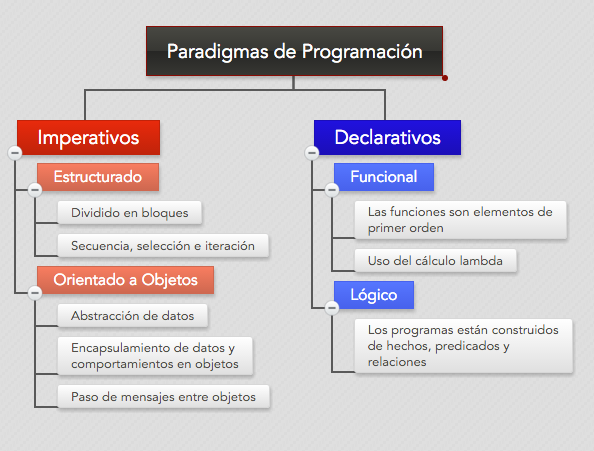 Paradigmas de Programación
Imperativos
Estructurado
Dividido en bloques
Secuencia, selección e iteración
Orientado a Objetos
Abstracción de datos
Encapsulamiento de datos y
comportamientos en objetos
Paso de mensajes entre objetos
Declarativos
Funcional
Las funciones son elementos de
primer orden
Uso del cálculo lambda
Lógico
Los programas están construidos
de hechos, predicados y
relaciones